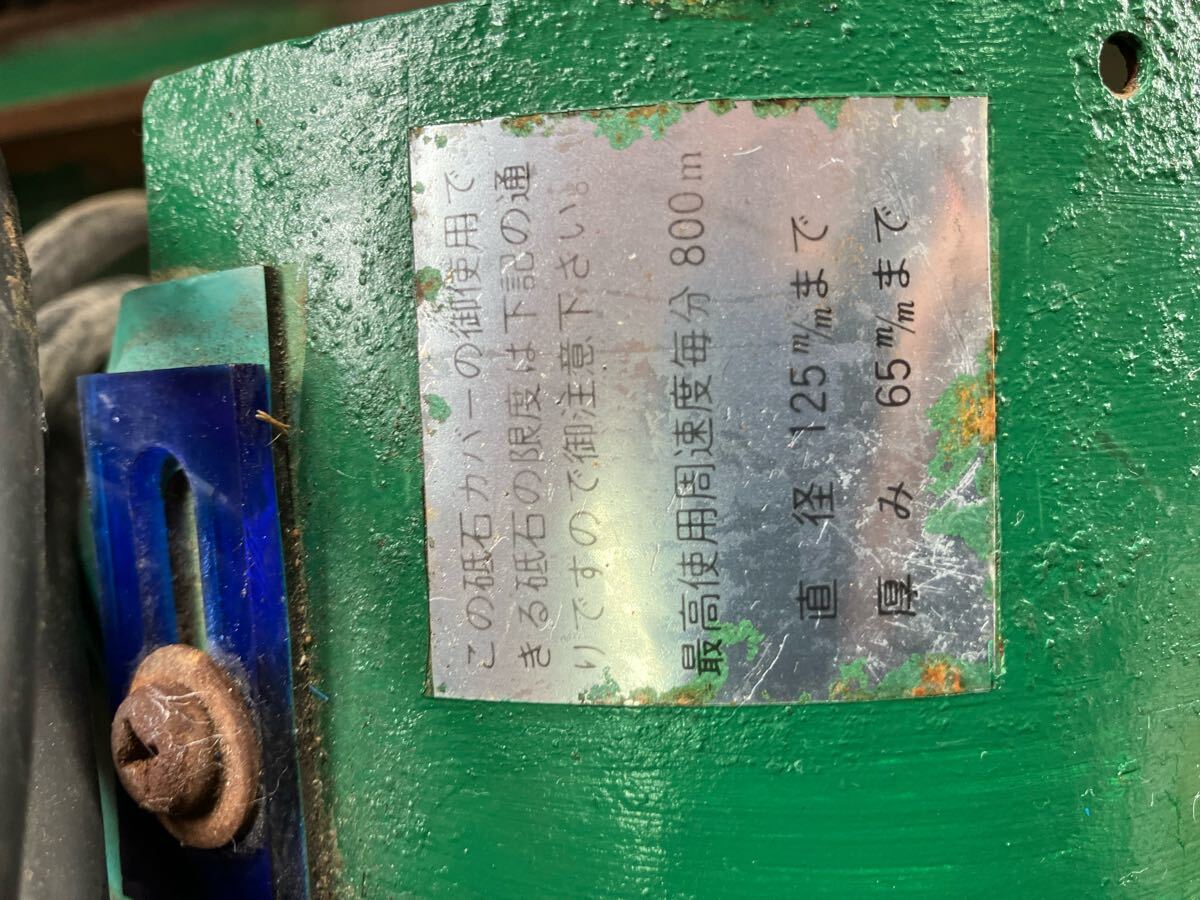 この砥石カバーの御使用で
きる砥石の限度は下記の通
りですので御注意下さい。
最高使用周速度毎分 800m
直径 125m/mまで
厚み 65m/mまで